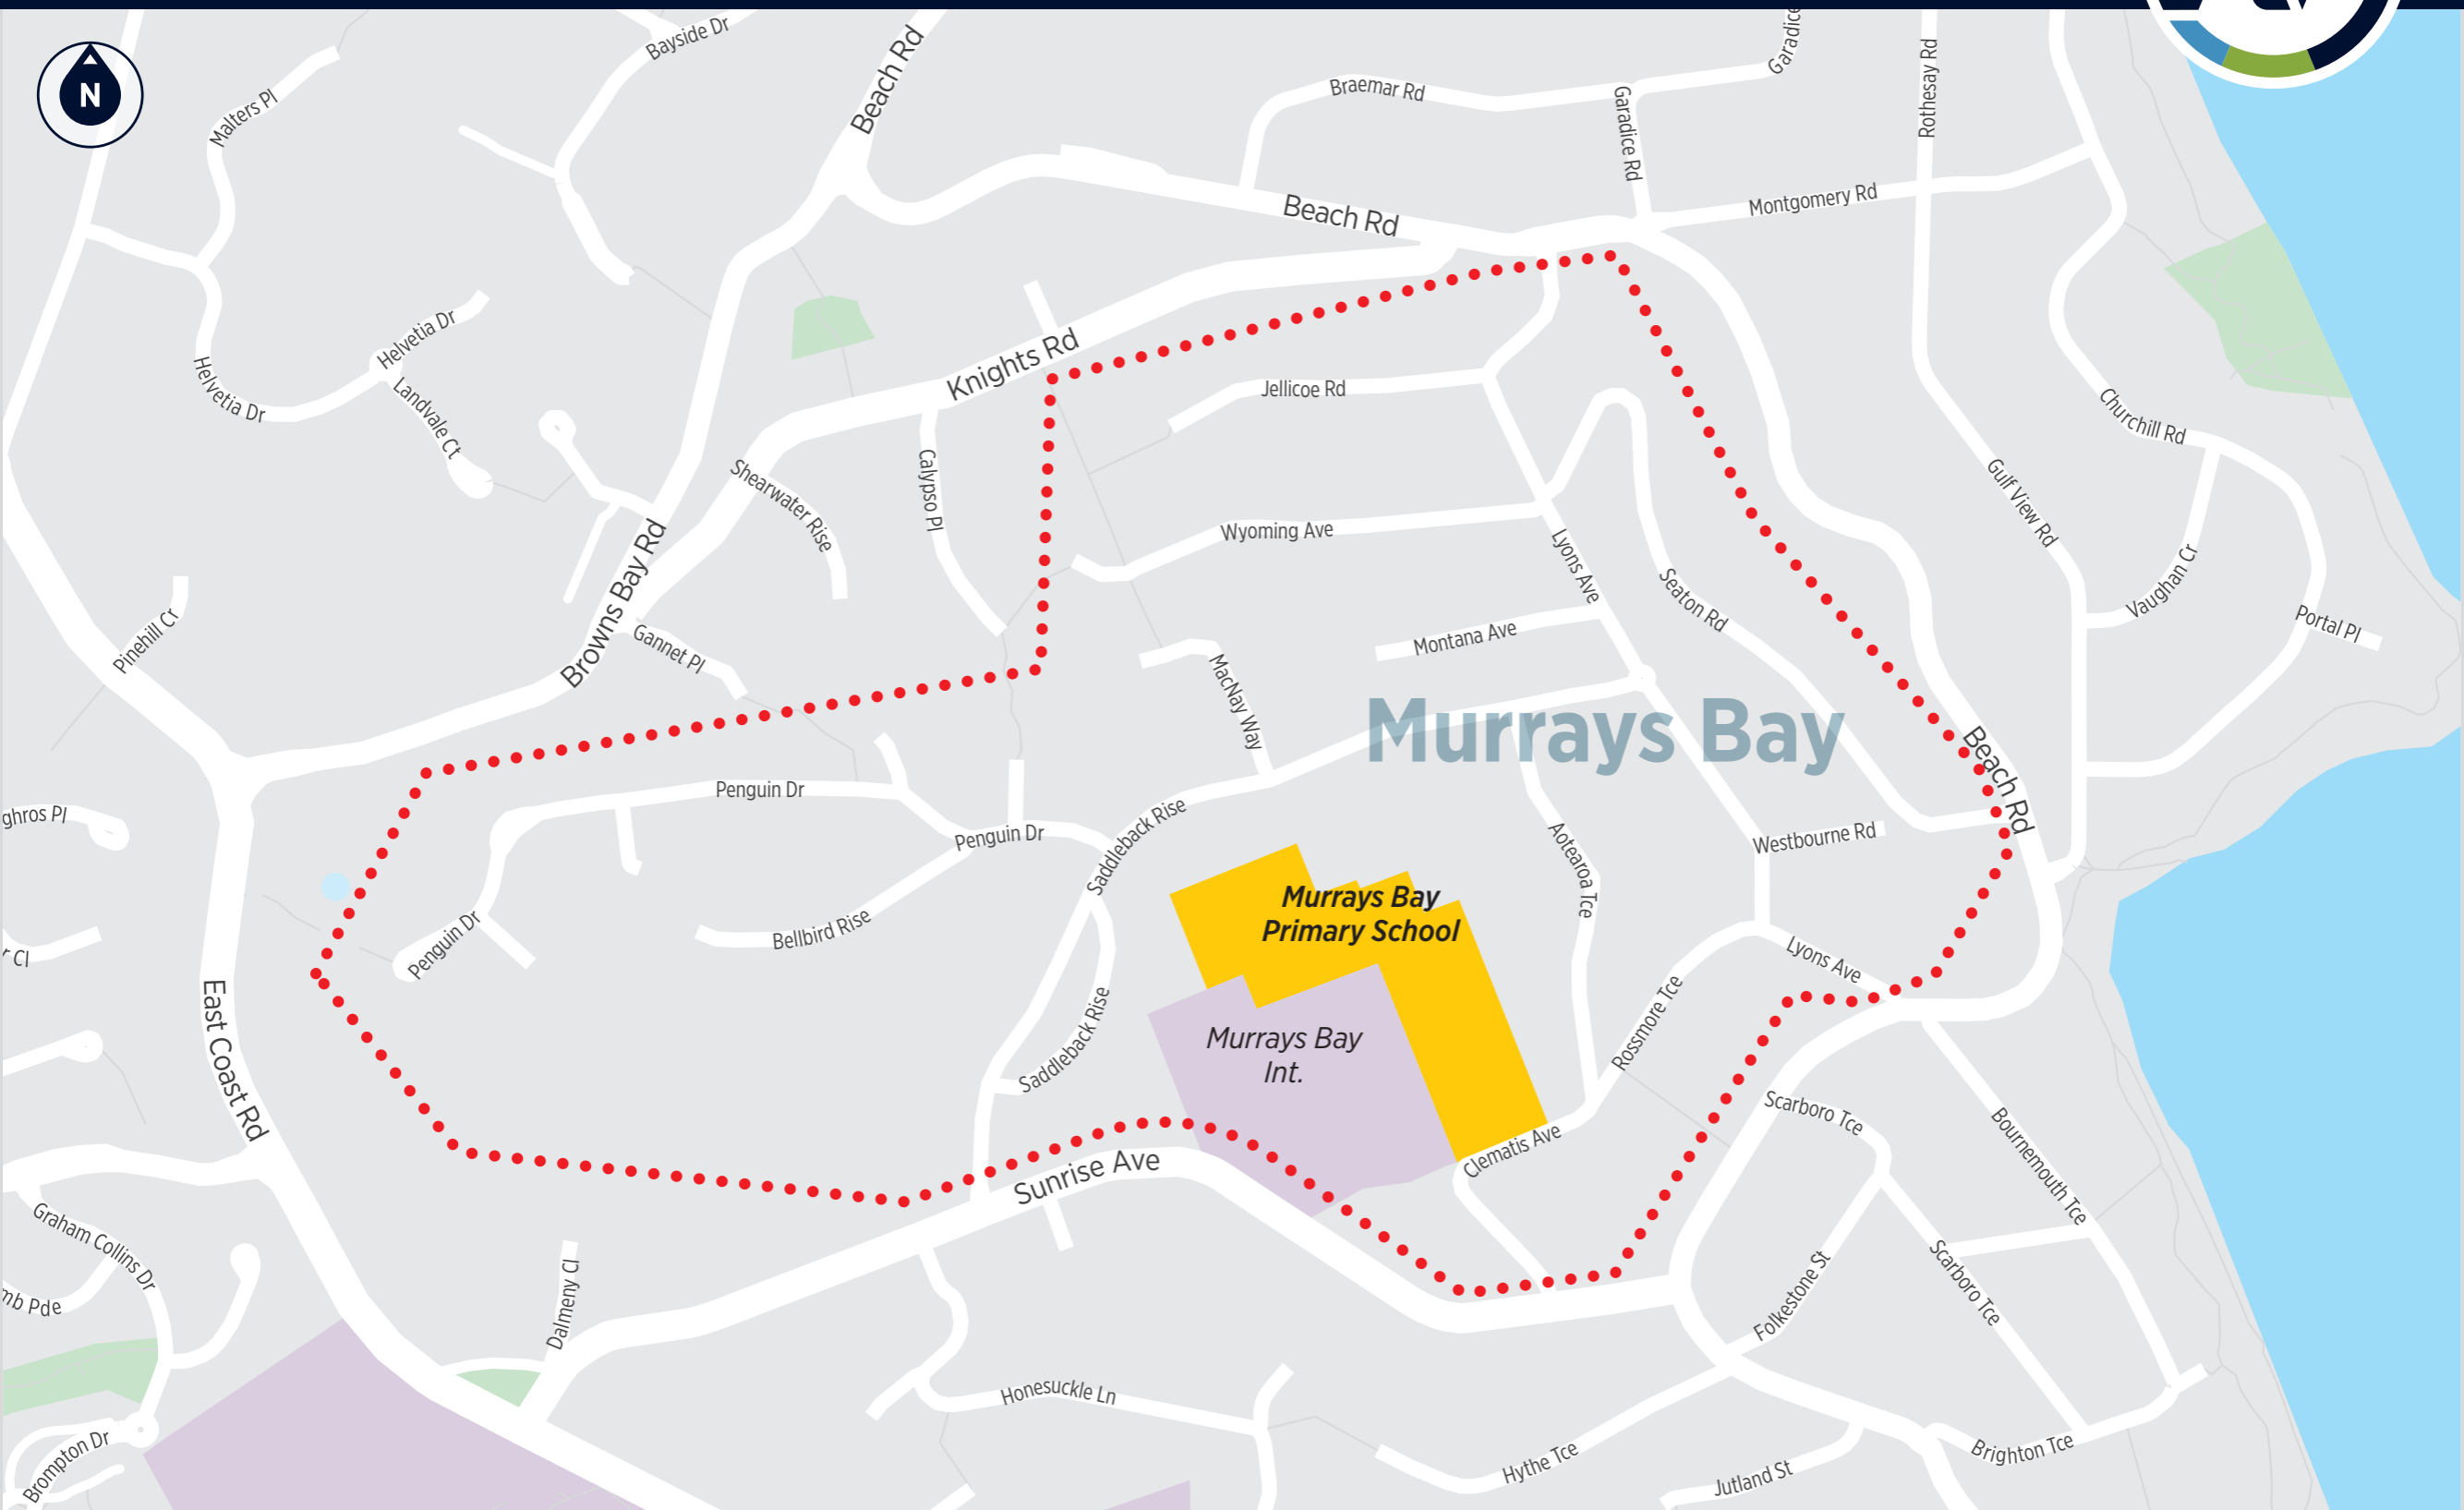 Bayside Dr
Beach Rd
Garadice
N
Malters Pl
Braemar Rd
Garadice Rd
Rothesay Rd
Beach Rd
Montgomery Rd
Helvetia Dr
Helvetia Dr
Landvale Ct
Knights Rd
Jellicoe Rd
Churchill Rd
Shearwater Rise
Calypso Pl
Wyoming Ave
Lyons Ave
Gulf View Rd
Browns Bay Rd
Seaton Rd
Vaughan Cr
Pinehill Cr
Gannet Pl
Montana Ave
Portal Pl
MacNay Way
Murrays Bay
Beach Rd
Penguin Dr
Penguin Dr
Saddleback Rise
Westbourne Rd
ghros Pl
Aotearoa Tce
Murrays Bay
Primary School
Bellbird Rise
Penguin Dr
r Cl
Lyons Ave
East Coast Rd
Saddleback Rise
Murrays Bay
Int.
Rossmore Tce
Scarboro Tce
Clematis Ave
Bournemouth Tce
Sunrise Ave
Graham Collins Dr
Dalmeny Cl
Folkestone St
Scarboro Tce
mb Pde
Honesuckle Ln
Brompton Dr
Hythe Tce
Brighton Tce
Jutland St